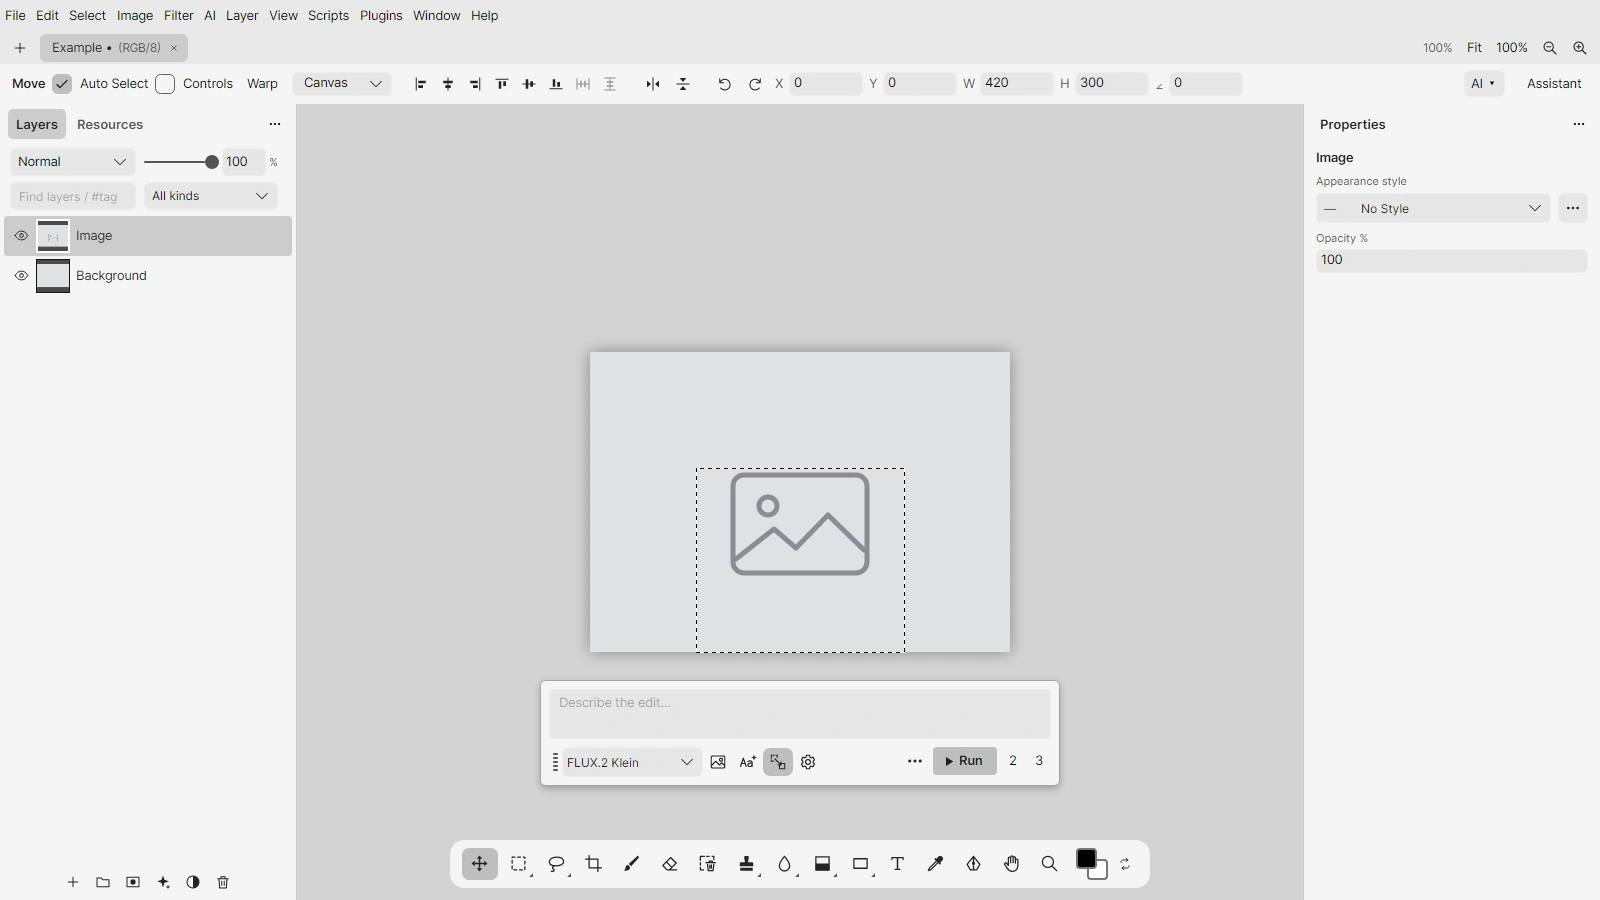 File Edit Select Image Filter AI Layer View Scripts Plugins Window Help
Example • (RGB/8) ×
100% Fit 100%
Move Auto Select Controls Warp Canvas X 0 Y 0 W 420 H 300 0 AI Assistant
Layers Resources
Normal 100 %
Find layers / #tag All kinds
Image
Background
Properties
Image
Appearance style
— No Style
Opacity %
100
Describe the edit...
FLUX.2 Klein Aa Run 2 3
T